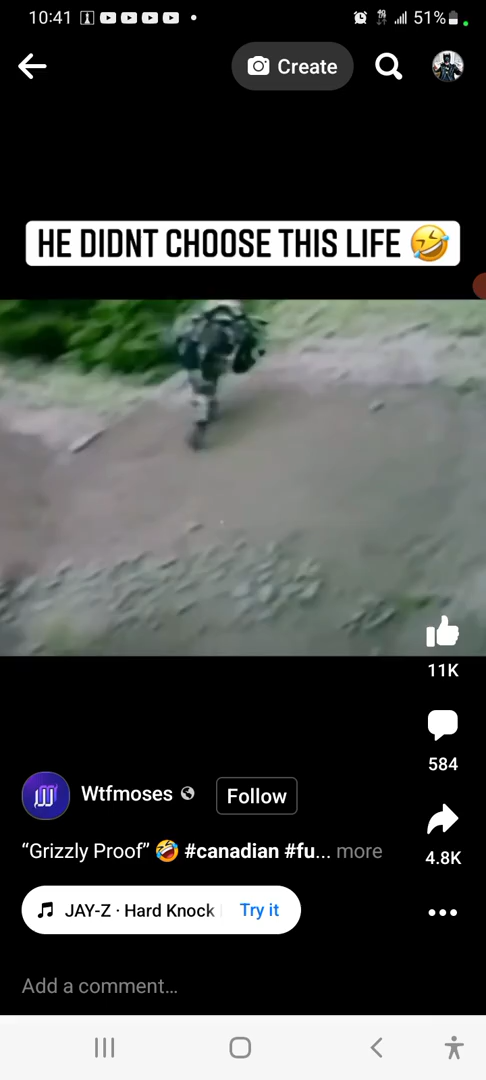 10:41
51%
Create
HE DIDNT CHOOSE THIS LIFE 🤣
11K
584
Wtfmoses
Follow
4.8K
“Grizzly Proof” 🤣 #canadian #fu... more
JAY-Z · Hard Knock
Try it
Add a comment...